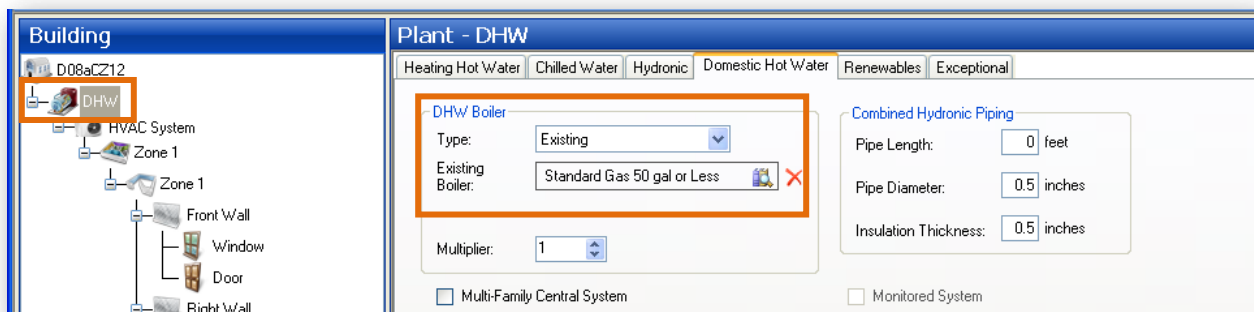 Building
D08aCZ12
DHW
HVAC System
Zone 1
Zone 1
Front Wall
Window
Door
Right Wall
Plant - DHW
Heating Hot Water Chilled Water Hydronic Domestic Hot Water Renewables Exceptional
DHW Boiler
Type: Existing
Existing
Boiler: Standard Gas 50 gal or Less
Multiplier: 1
Multi-Family Central System
Combined Hydronic Piping
Pipe Length: 0 feet
Pipe Diameter: 0.5 inches
Insulation Thickness: 0.5 inches
Monitored System